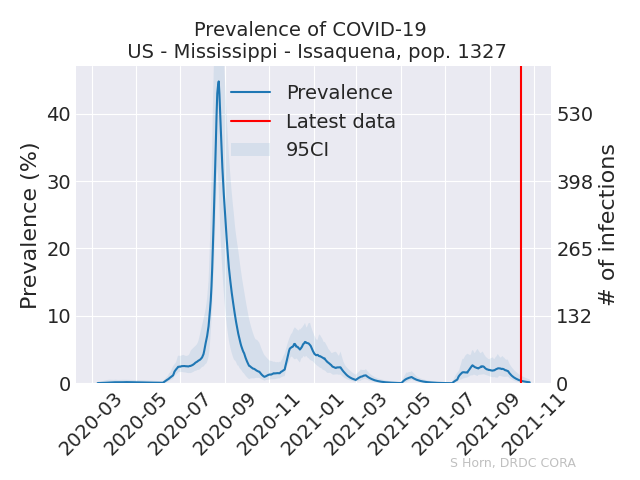 Prevalence of COVID-19
US - Mississippi - Issaquena, pop. 1327
Prevalence
Latest data
95CI
Prevalence (%)
40
30
20
10
0
# of infections
530
398
265
132
0
2020-03
2020-05
2020-07
2020-09
2020-11
2021-01
2021-03
2021-05
2021-07
2021-09
2021-11
S Horn, DRDC CORA